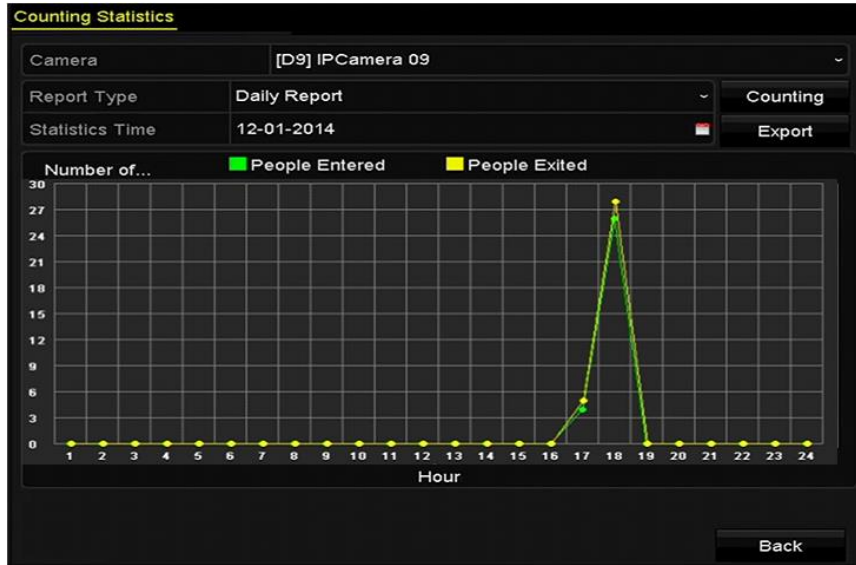 Counting Statistics
Camera [D9] IPCamera 09
Report Type Daily Report Counting
Statistics Time 12-01-2014 Export
Number of... People Entered People Exited
30
27
24
21
18
15
12
9
6
3
0
1 2 3 4 5 6 7 8 9 10 11 12 13 14 15 16 17 18 19 20 21 22 23 24
Hour
Back